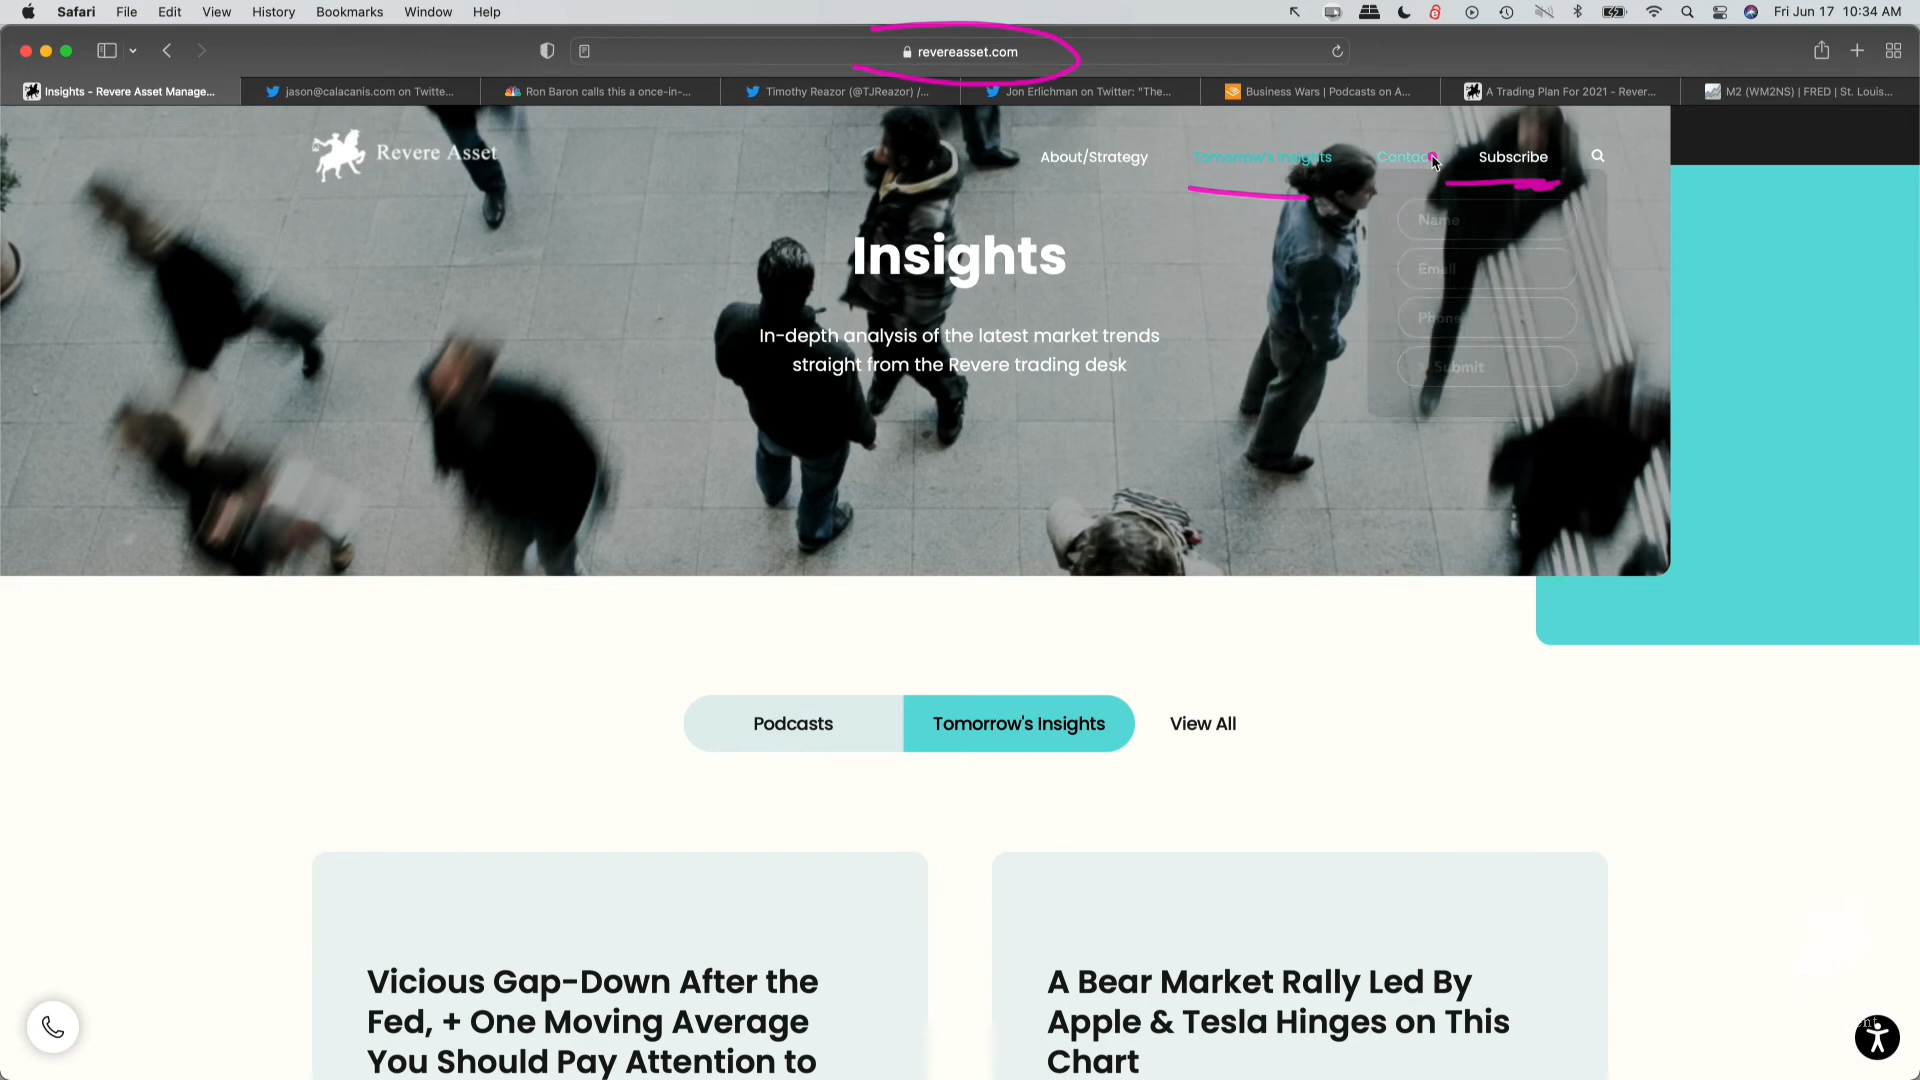 Safari File Edit View History Bookmarks Window Help Fri Jun 17 10:34 AM
revereasset.com
Insights - Revere Asset Manage... jason@calacanis.com on Twitte... Ron Baron calls this a once-in-... Timothy Reazor (@TJReazor) /... Jon Erlichman on Twitter: "The... Business Wars | Podcasts on A... A Trading Plan For 2021 - Rever... M2 (WM2NS) | FRED | St. Louis...
Revere Asset About/Strategy Tomorrow's Insights Contact Subscribe
Name
Email
Phone
Submit
Insights
In-depth analysis of the latest market trends
straight from the Revere trading desk
Podcasts Tomorrow's Insights View All
Vicious Gap-Down After the
Fed, + One Moving Average
You Should Pay Attention to
A Bear Market Rally Led By
Apple & Tesla Hinges on This
Chart